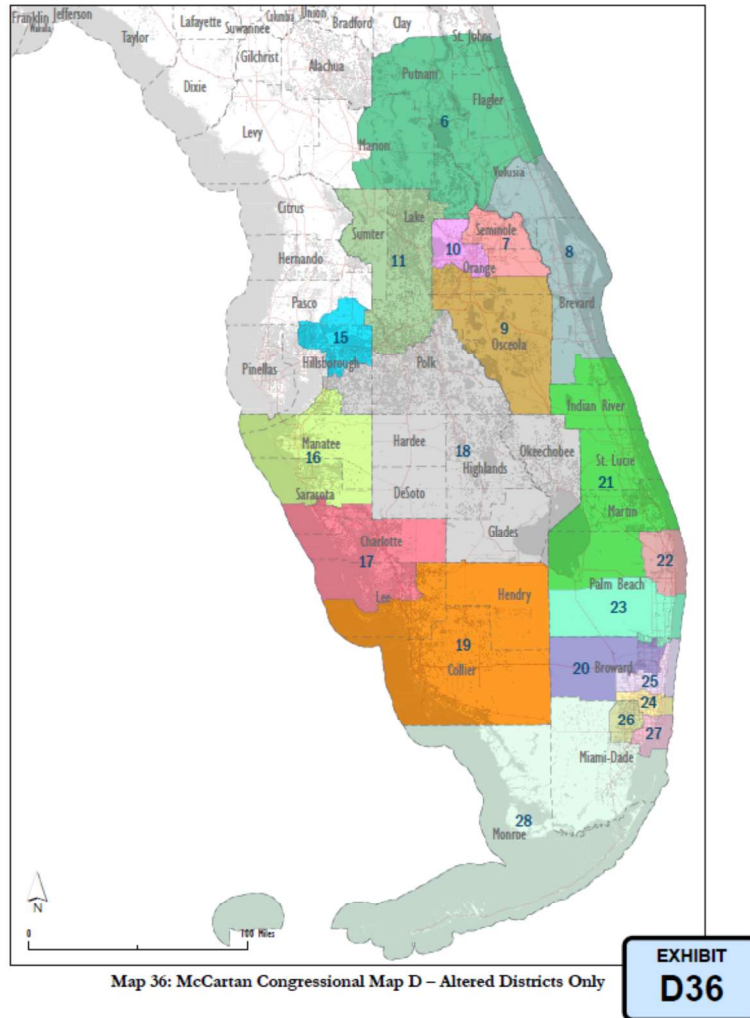 Franklin Jefferson
Wakulla
Taylor
Lafayette
Suwannee
Columbia
Union
Bradford
Clay
St. Johns
Gilchrist
Alachua
Putnam
Dixie
Flagler
6
Levy
Marion
Volusia
Citrus
Lake
Sumter
Seminole
10
7
Hernando
11
Orange
8
Pasco
Brevard
15
9
Osceola
Pinellas
Hillsborough
Polk
Indian River
Manatee
16
Hardee
18
Okeechobee
Highlands
St. Lucie
21
Sarasota
DeSoto
Martin
Charlotte
Glades
17
22
Lee
Hendry
Palm Beach
23
19
Collier
20
Broward
25
24
26
27
Miami-Dade
28
Monroe
N
0
100 Miles
Map 36: McCartan Congressional Map D – Altered Districts Only
EXHIBIT
D36